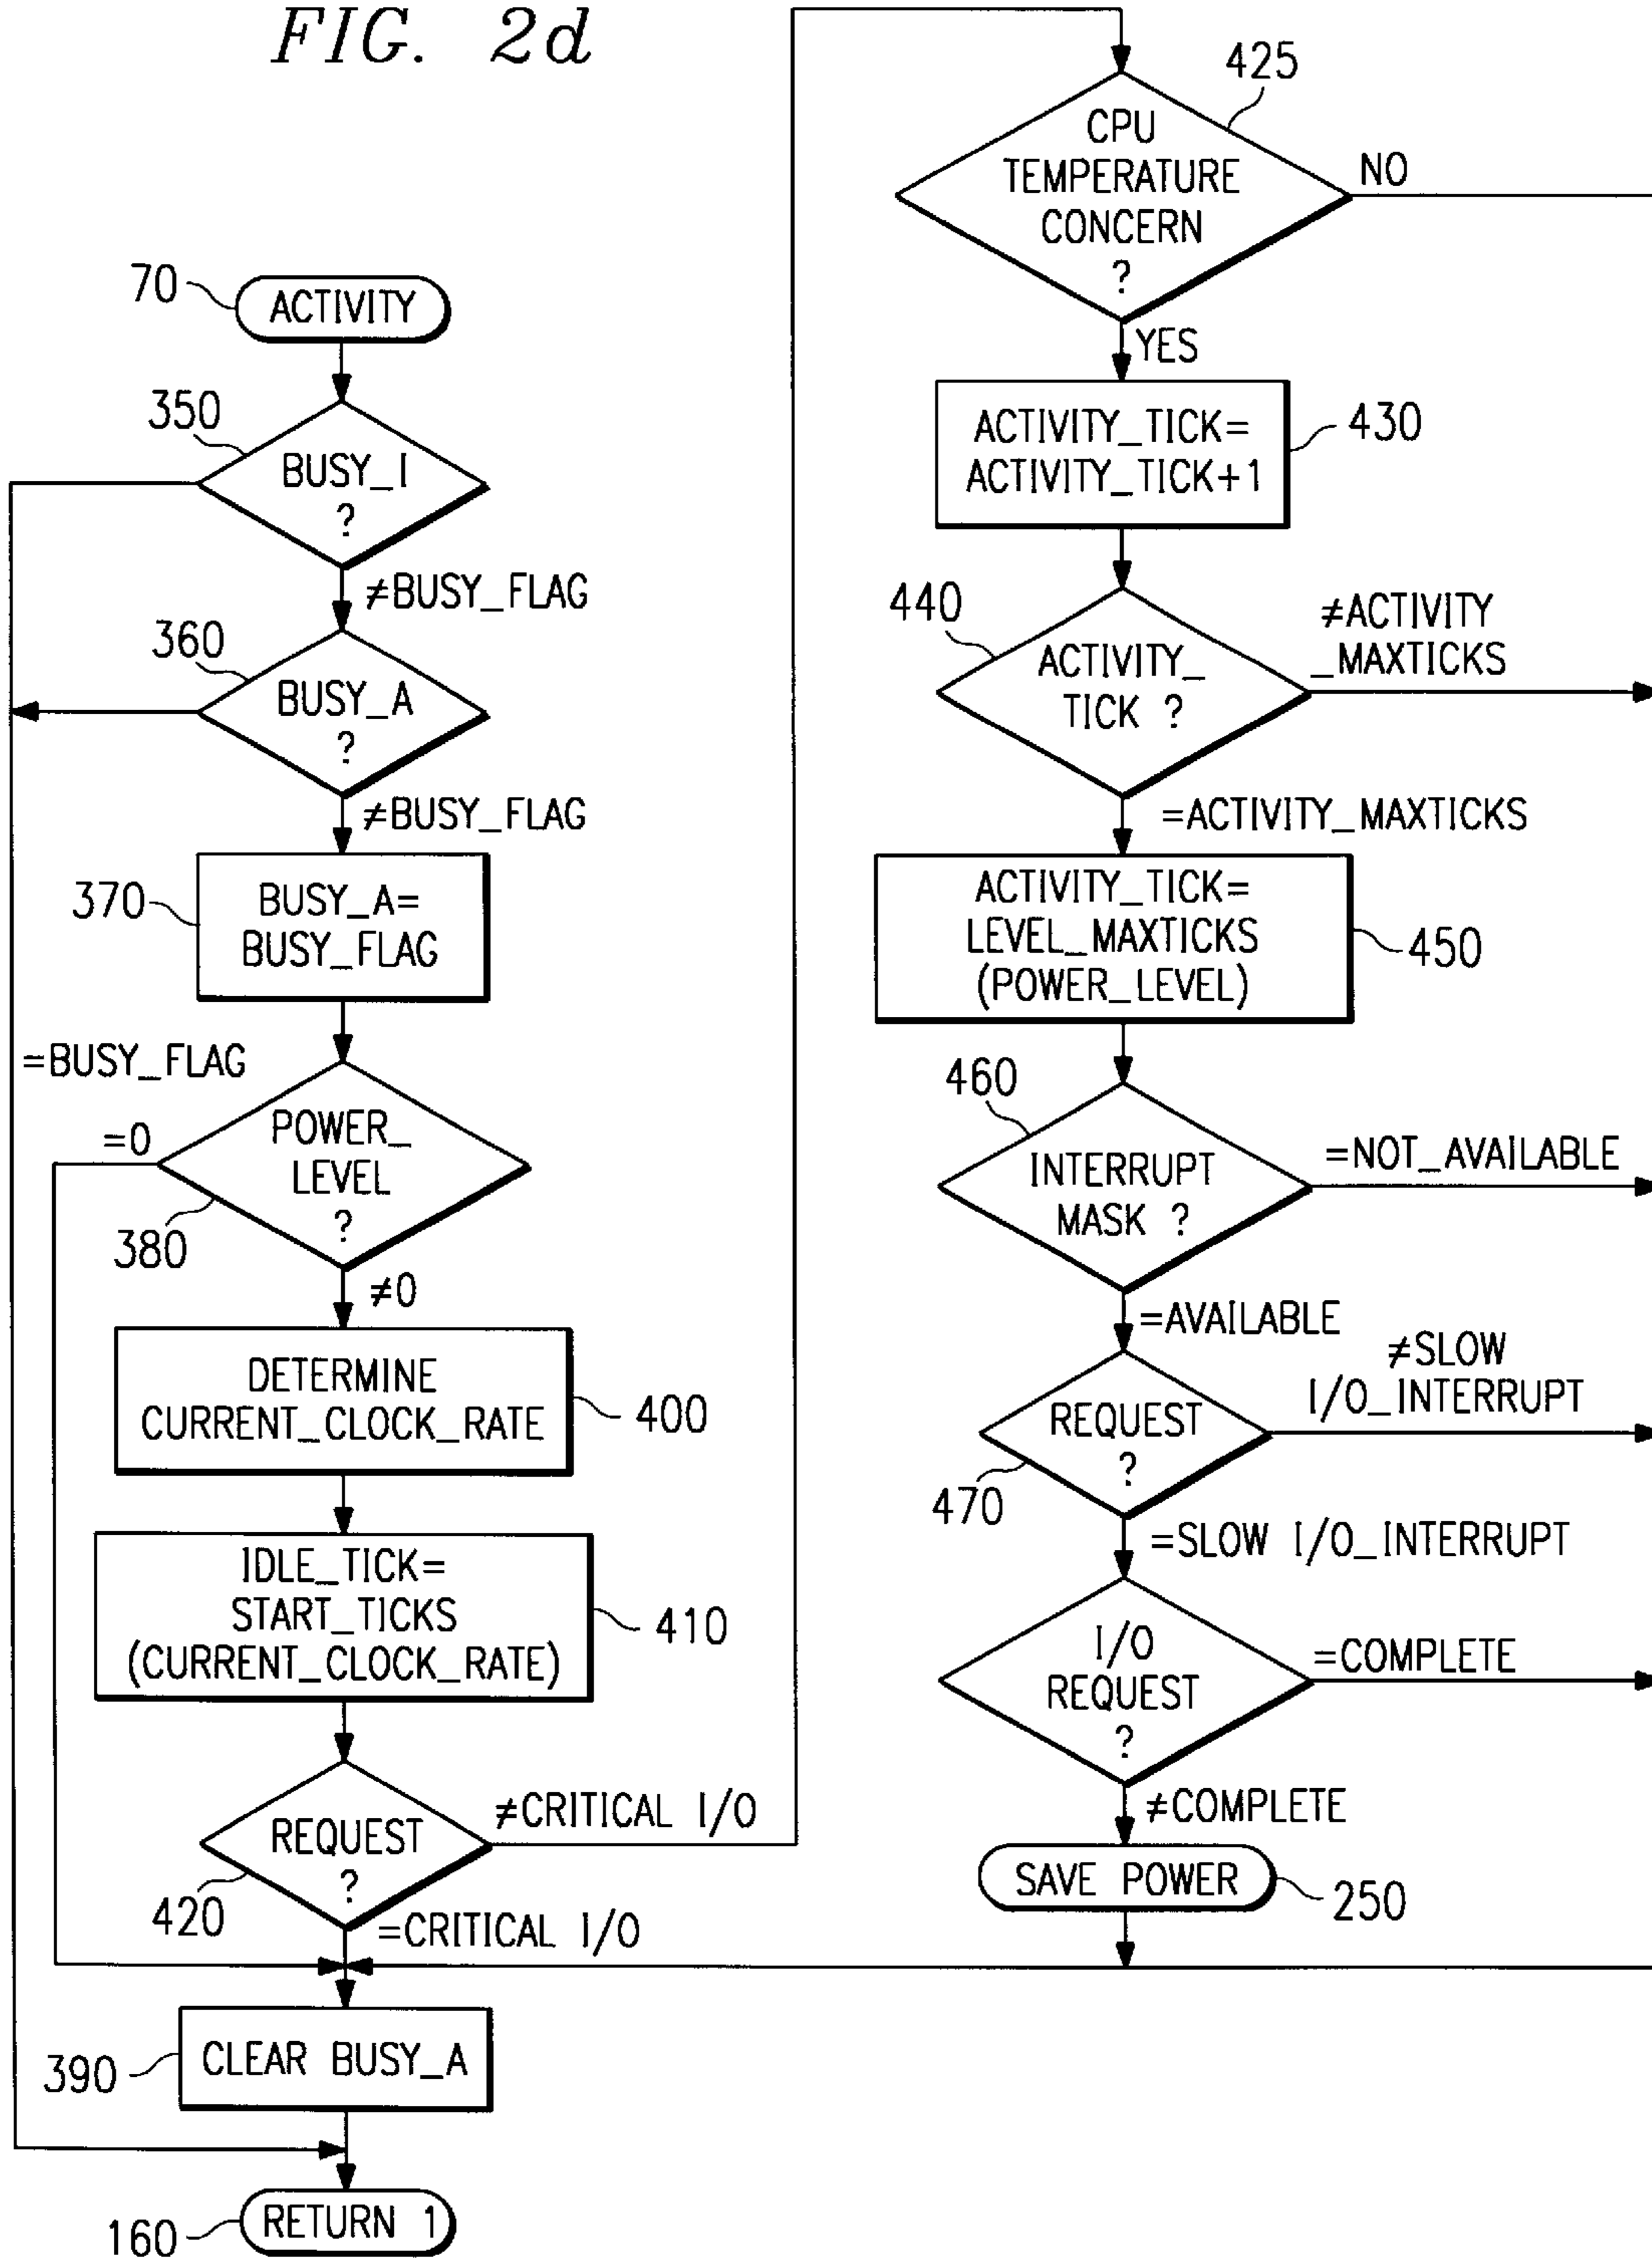 FIG. 2d
70
ACTIVITY
350
BUSY_I
?
≠BUSY_FLAG
360
BUSY_A
?
≠BUSY_FLAG
370
BUSY_A=
BUSY_FLAG
=BUSY_FLAG
=0
POWER_
LEVEL
?
380
≠0
DETERMINE
CURRENT_CLOCK_RATE
400
IDLE_TICK=
START_TICKS
(CURRENT_CLOCK_RATE)
410
REQUEST
?
≠CRITICAL I/O
420
=CRITICAL I/O
CLEAR BUSY_A
390
RETURN 1
160
425
CPU
TEMPERATURE
CONCERN
?
NO
YES
ACTIVITY_TICK=
ACTIVITY_TICK+1
430
440
ACTIVITY_
TICK ?
≠ACTIVITY
_MAXTICKS
=ACTIVITY_MAXTICKS
ACTIVITY_TICK=
LEVEL_MAXTICKS
(POWER_LEVEL)
450
460
INTERRUPT
MASK ?
=NOT_AVAILABLE
=AVAILABLE
REQUEST
?
≠SLOW
I/O_INTERRUPT
470
=SLOW I/O_INTERRUPT
I/O
REQUEST
?
=COMPLETE
≠COMPLETE
SAVE POWER
250